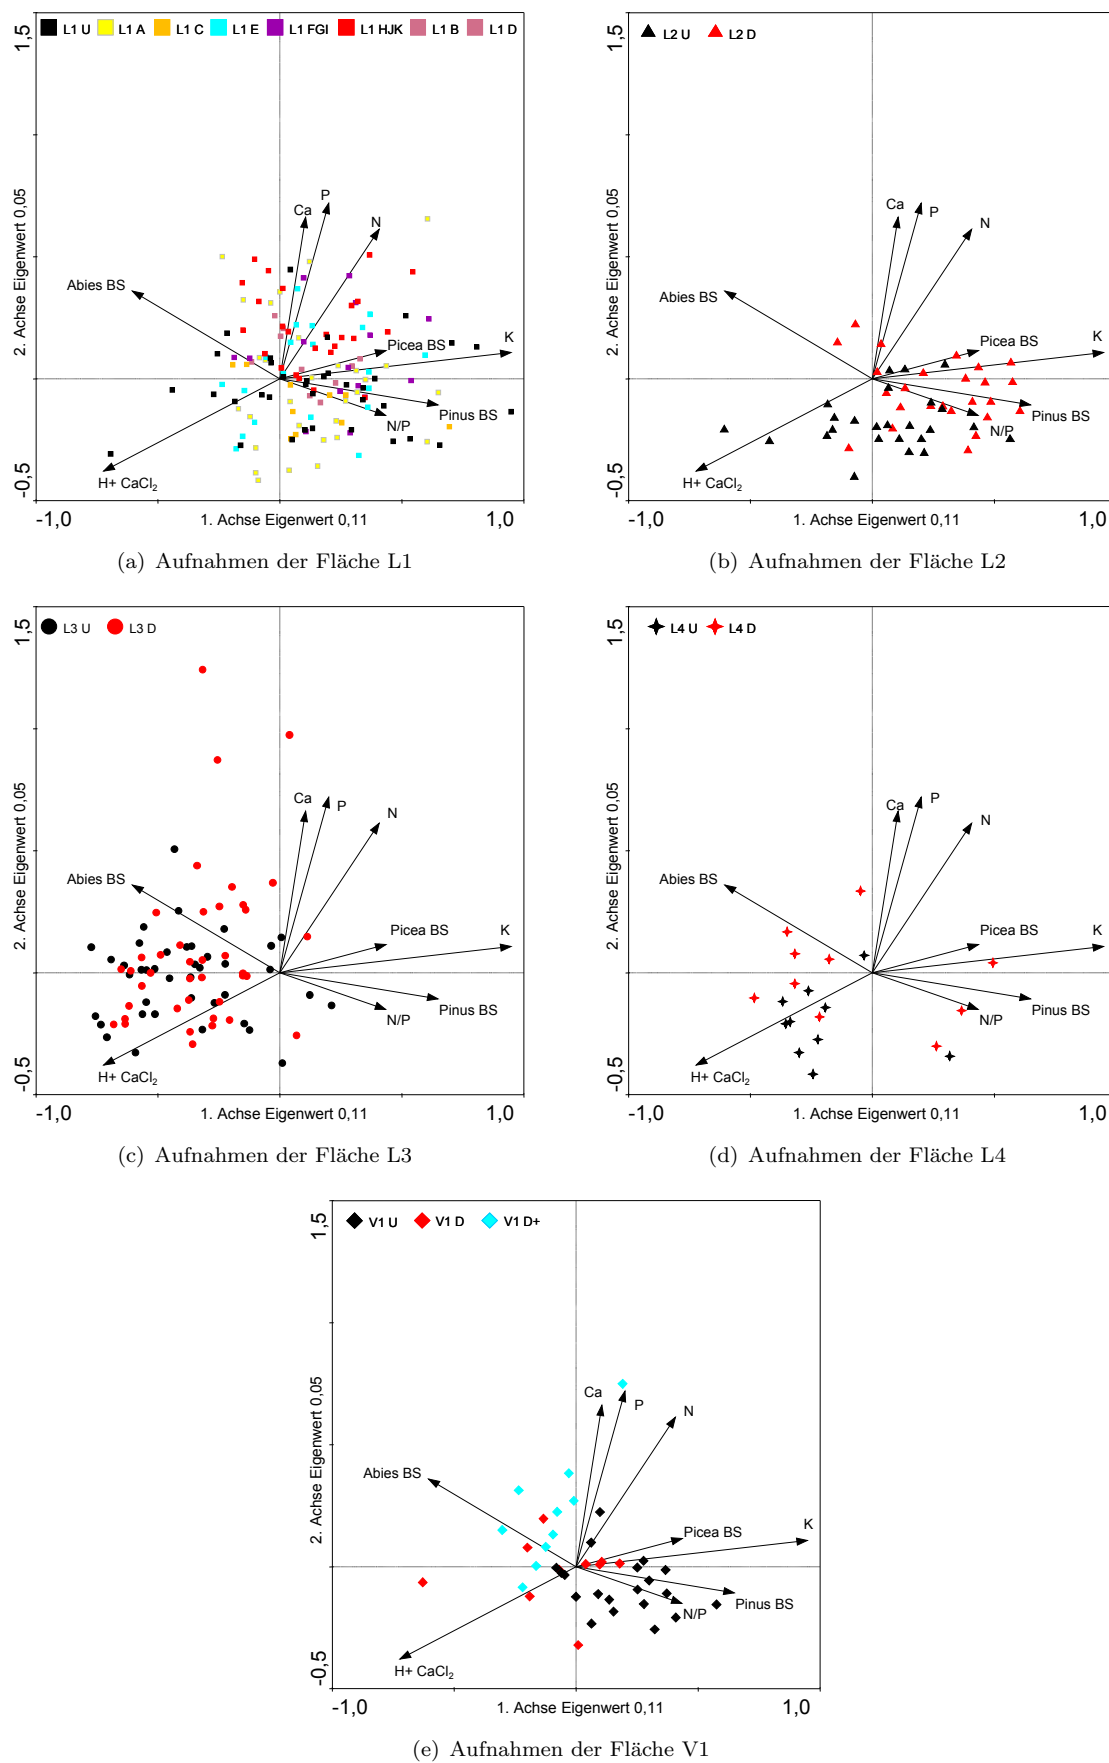 L1 U L1 A L1 C L1 E L1 FGI L1 HJK L1 B L1 D
1,5
2. Achse Eigenwert 0,05
-0,5
Ca
P
N
Abies BS
Picea BS
K
Pinus BS
N/P
H+ CaCl₂
-1,0
1. Achse Eigenwert 0,11
1,0
(a) Aufnahmen der Fläche L1
L2 U L2 D
1,5
2. Achse Eigenwert 0,05
-0,5
Ca
P
N
Abies BS
Picea BS
K
Pinus BS
N/P
H+ CaCl₂
-1,0
1. Achse Eigenwert 0,11
1,0
(b) Aufnahmen der Fläche L2
L3 U L3 D
1,5
2. Achse Eigenwert 0,05
-0,5
Ca
P
N
Abies BS
Picea BS
K
Pinus BS
N/P
H+ CaCl₂
-1,0
1. Achse Eigenwert 0,11
1,0
(c) Aufnahmen der Fläche L3
L4 U L4 D
1,5
2. Achse Eigenwert 0,05
-0,5
Ca
P
N
Abies BS
Picea BS
K
Pinus BS
N/P
H+ CaCl₂
-1,0
1. Achse Eigenwert 0,11
1,0
(d) Aufnahmen der Fläche L4
V1 U V1 D V1 D+
1,5
2. Achse Eigenwert 0,05
-0,5
Ca
P
N
Abies BS
Picea BS
K
Pinus BS
N/P
H+ CaCl₂
-1,0
1. Achse Eigenwert 0,11
1,0
(e) Aufnahmen der Fläche V1